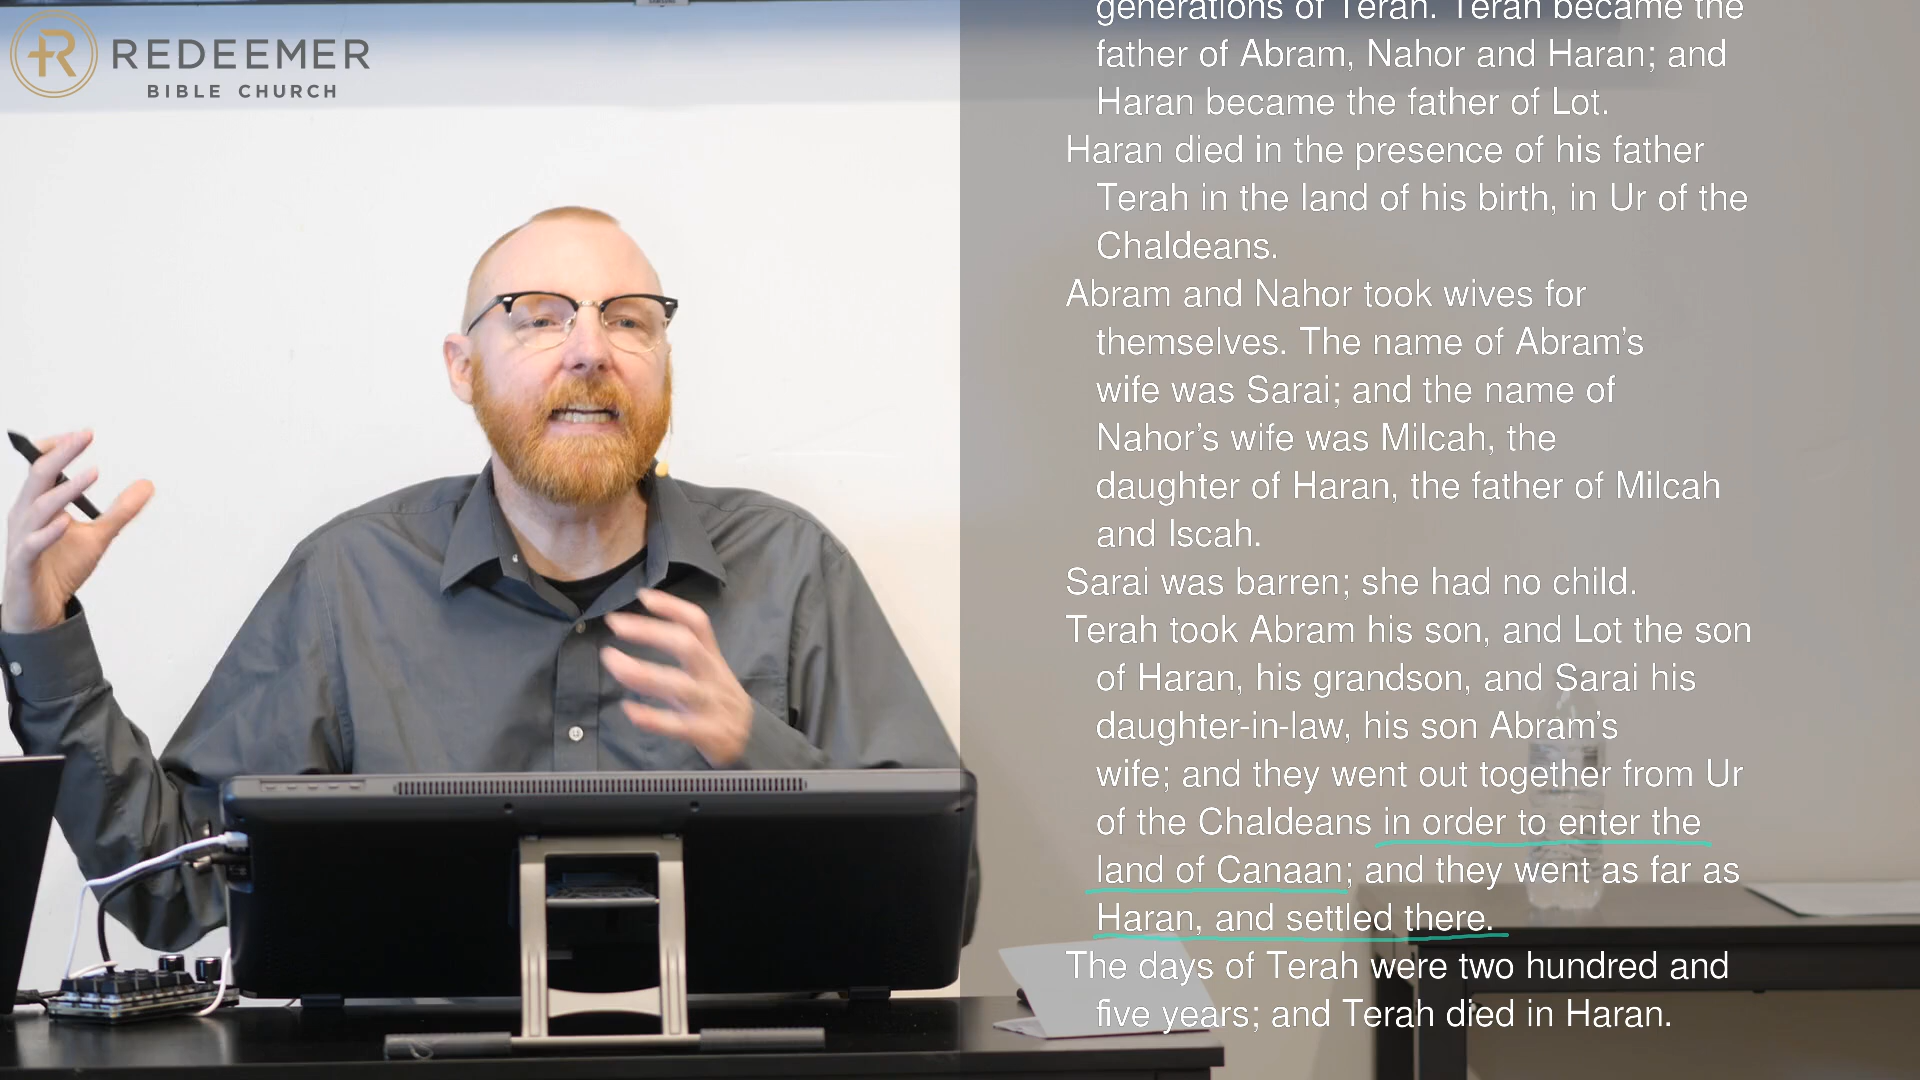 REDEEMER
BIBLE CHURCH
generations of Terah. Terah became the
father of Abram, Nahor and Haran; and
Haran became the father of Lot.
Haran died in the presence of his father
Terah in the land of his birth, in Ur of the
Chaldeans.
Abram and Nahor took wives for
themselves. The name of Abram’s
wife was Sarai; and the name of
Nahor’s wife was Milcah, the
daughter of Haran, the father of Milcah
and Iscah.
Sarai was barren; she had no child.
Terah took Abram his son, and Lot the son
of Haran, his grandson, and Sarai his
daughter-in-law, his son Abram’s
wife; and they went out together from Ur
of the Chaldeans in order to enter the
land of Canaan; and they went as far as
Haran, and settled there.
The days of Terah were two hundred and
five years; and Terah died in Haran.